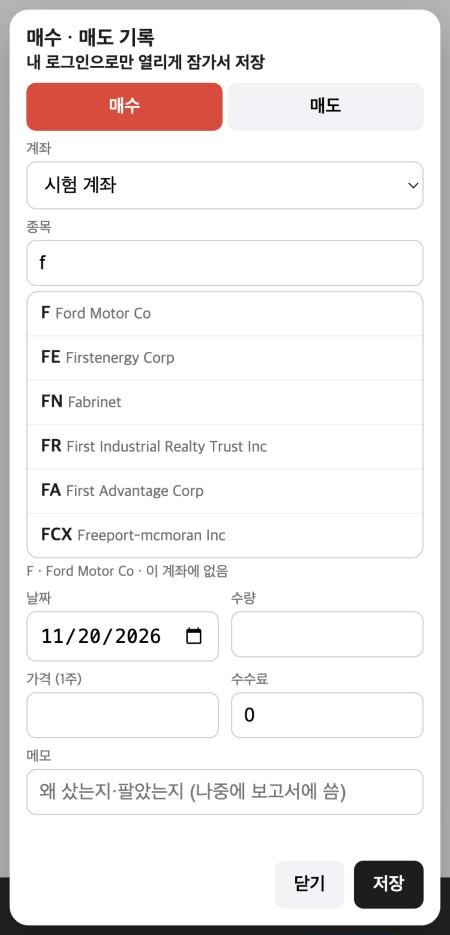 매수 · 매도 기록
내 로그인으로만 열리게 잠가서 저장
매수 매도
계좌
시험 계좌
종목
f
F Ford Motor Co
FE Firstenergy Corp
FN Fabrinet
FR First Industrial Realty Trust Inc
FA First Advantage Corp
FCX Freeport-mcmoran Inc
F · Ford Motor Co · 이 계좌에 없음
날짜 수량
11/20/2026
가격 (1주) 수수료
0
메모
왜 샀는지·팔았는지 (나중에 보고서에 씀)
닫기 저장